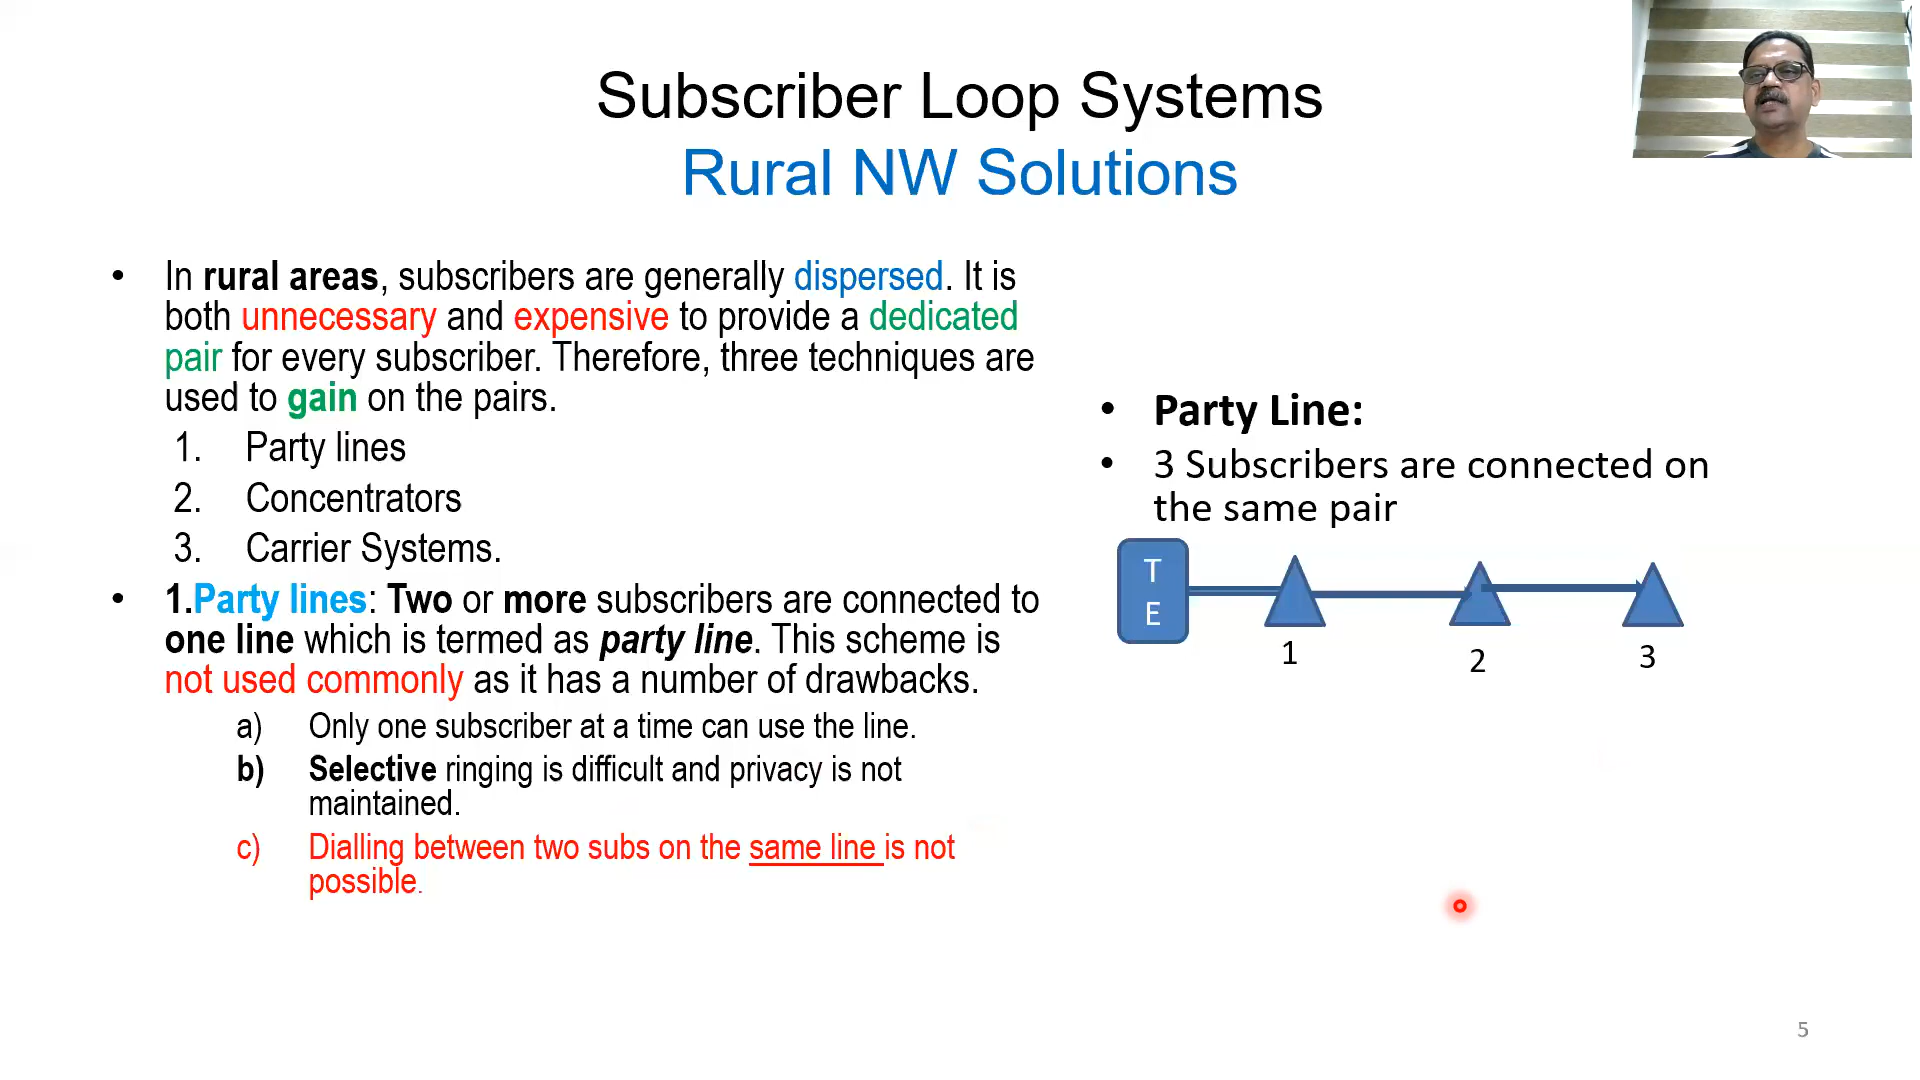 Subscriber Loop Systems
Rural NW Solutions
• In rural areas, subscribers are generally dispersed. It is
both unnecessary and expensive to provide a dedicated
pair for every subscriber. Therefore, three techniques are
used to gain on the pairs.
1. Party lines
2. Concentrators
3. Carrier Systems.
• 1.Party lines: Two or more subscribers are connected to
one line which is termed as party line. This scheme is
not used commonly as it has a number of drawbacks.
a) Only one subscriber at a time can use the line.
b) Selective ringing is difficult and privacy is not
maintained.
c) Dialling between two subs on the same line is not
possible.
• Party Line:
• 3 Subscribers are connected on
the same pair
T
E
1
2
3
5